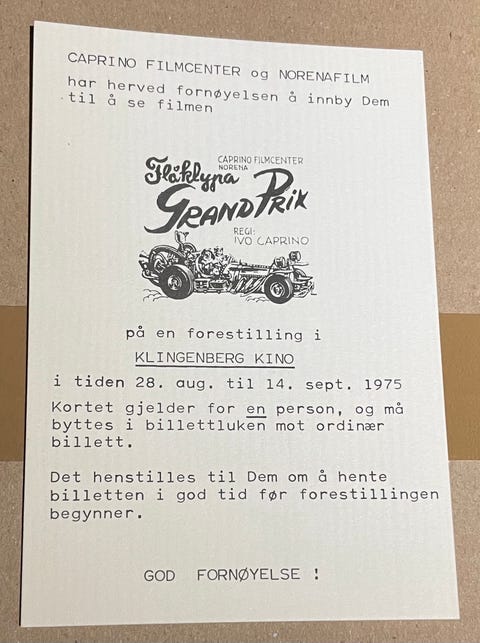 CAPRINO FILMCENTER og NORENAFILM
har herved fornøyelsen å innby Dem
til å se filmen
CAPRINO FILMCENTER
NORENA
Flåklypa
GRAND PRIX
REGI:
IVO CAPRINO
på en forestilling i
KLINGENBERG KINO
i tiden 28. aug. til 14. sept. 1975
Kortet gjelder for en person, og må
byttes i billettluken mot ordinær
billett.
Det henstilles til Dem om å hente
billetten i god tid før forestillingen
begynner.
GOD FORNØYELSE !